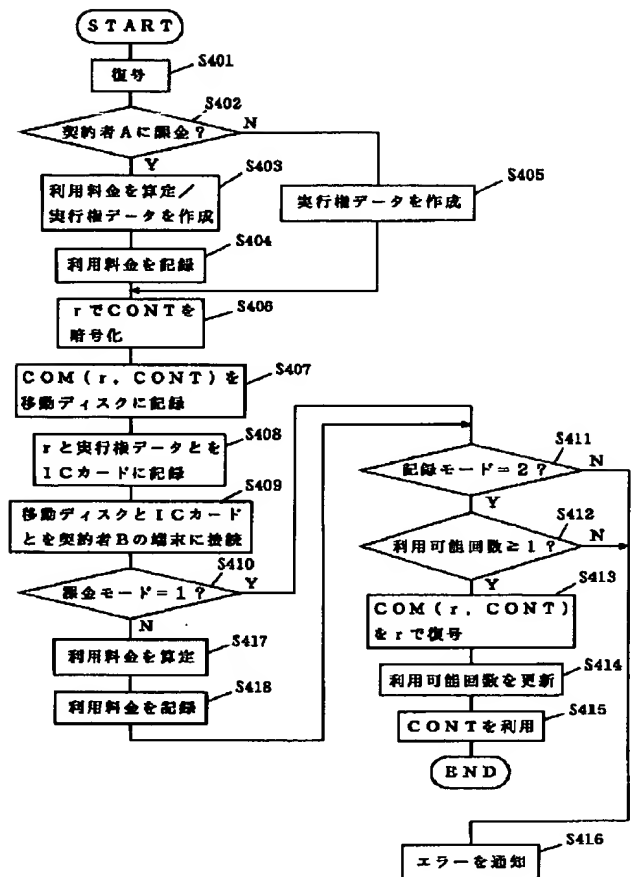 START
S401
復号
S402
契約者Aに課金?
N
Y
S403
利用料金を算定/
実行権データを作成
S405
実行権データを作成
S404
利用料金を記録
S406
rでCONTを
暗号化
S407
COM(r, CONT)を
移動ディスクに記録
S408
rと実行権データとを
ICカードに記録
S409
移動ディスクとICカード
とを契約者Bの端末に接続
S410
課金モード=1?
Y
N
S417
利用料金を算定
S418
利用料金を記録
S411
記録モード=2?
N
Y
S412
利用可能回数≧1?
N
Y
S413
COM(r, CONT)
をrで復号
S414
利用可能回数を更新
S415
CONTを利用
END
S416
エラーを通知